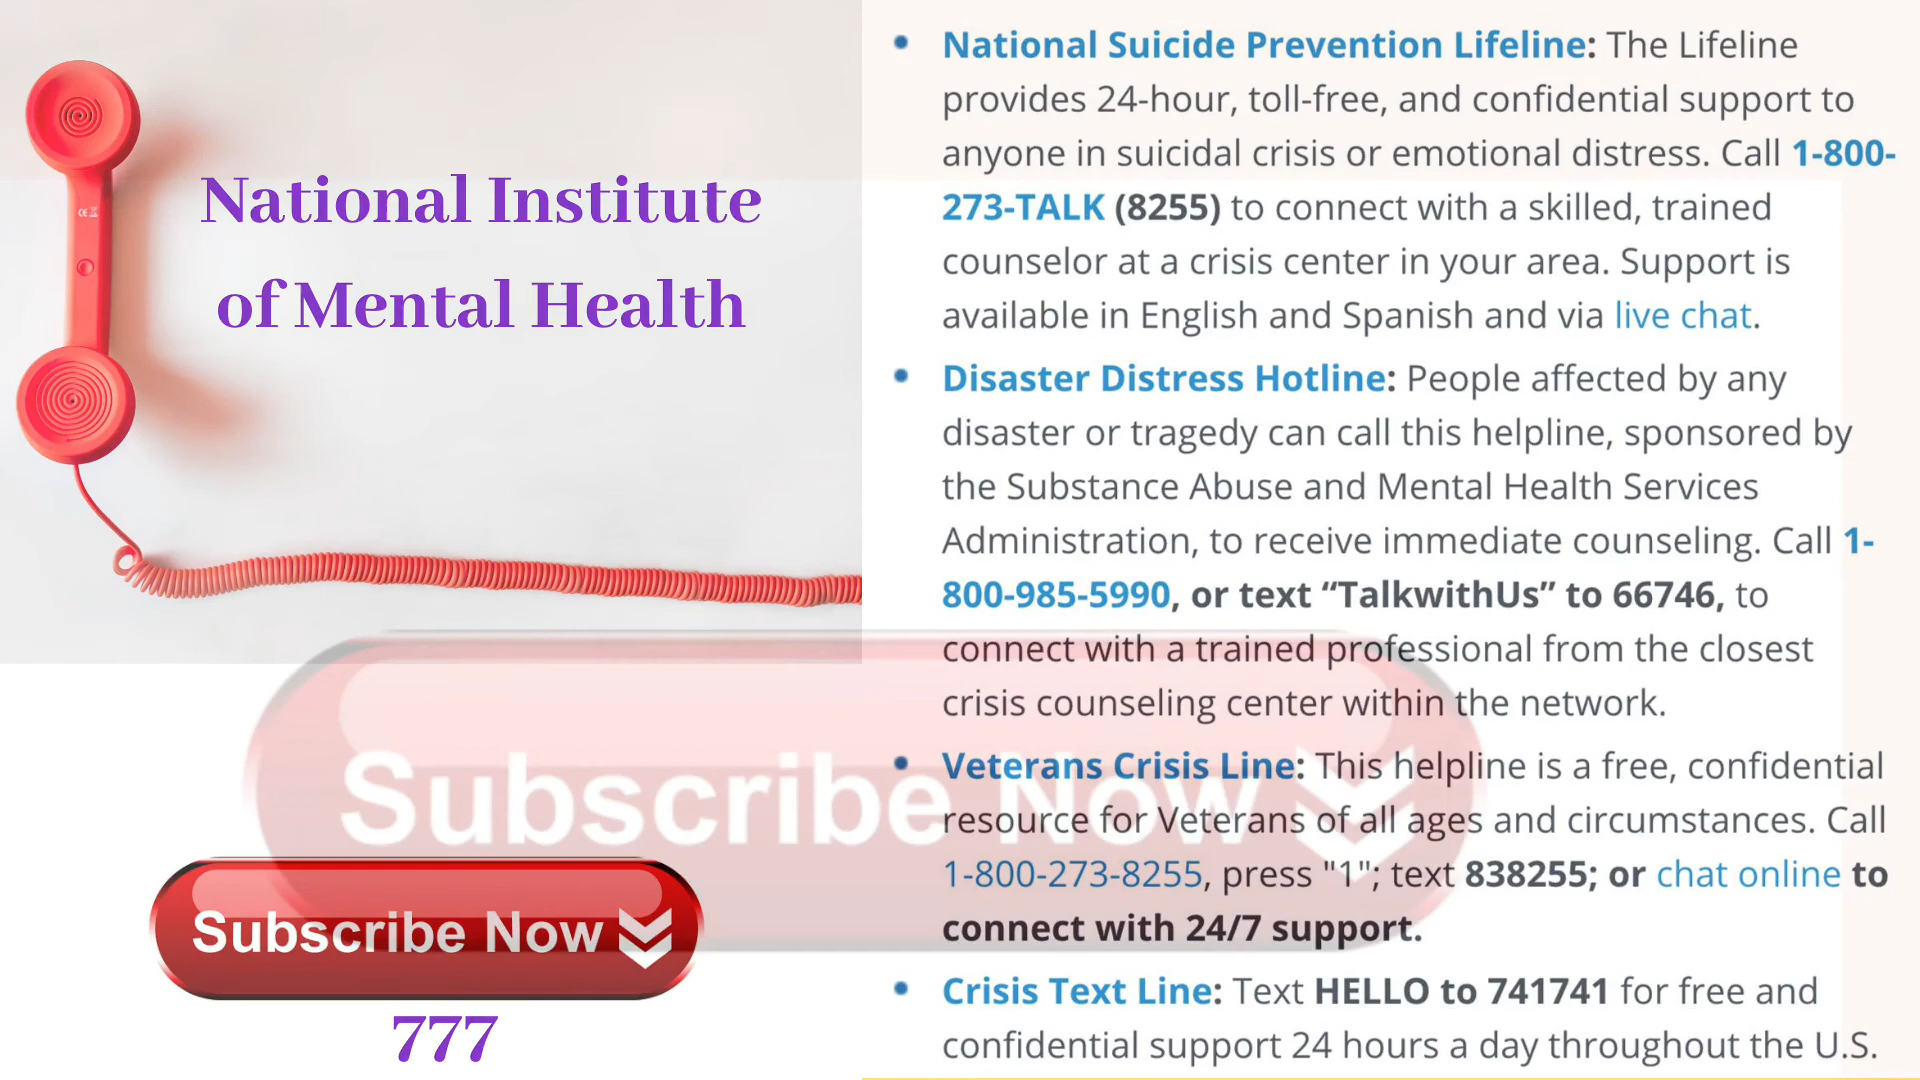 National Institute
of Mental Health
Subscribe Now
Subscribe Now
777
• National Suicide Prevention Lifeline: The Lifeline
provides 24-hour, toll-free, and confidential support to
anyone in suicidal crisis or emotional distress. Call 1-800-
273-TALK (8255) to connect with a skilled, trained
counselor at a crisis center in your area. Support is
available in English and Spanish and via live chat.
• Disaster Distress Hotline: People affected by any
disaster or tragedy can call this helpline, sponsored by
the Substance Abuse and Mental Health Services
Administration, to receive immediate counseling. Call 1-
800-985-5990, or text “TalkwithUs” to 66746, to
connect with a trained professional from the closest
crisis counseling center within the network.
• Veterans Crisis Line: This helpline is a free, confidential
resource for Veterans of all ages and circumstances. Call
1-800-273-8255, press "1"; text 838255; or chat online to
connect with 24/7 support.
• Crisis Text Line: Text HELLO to 741741 for free and
confidential support 24 hours a day throughout the U.S.